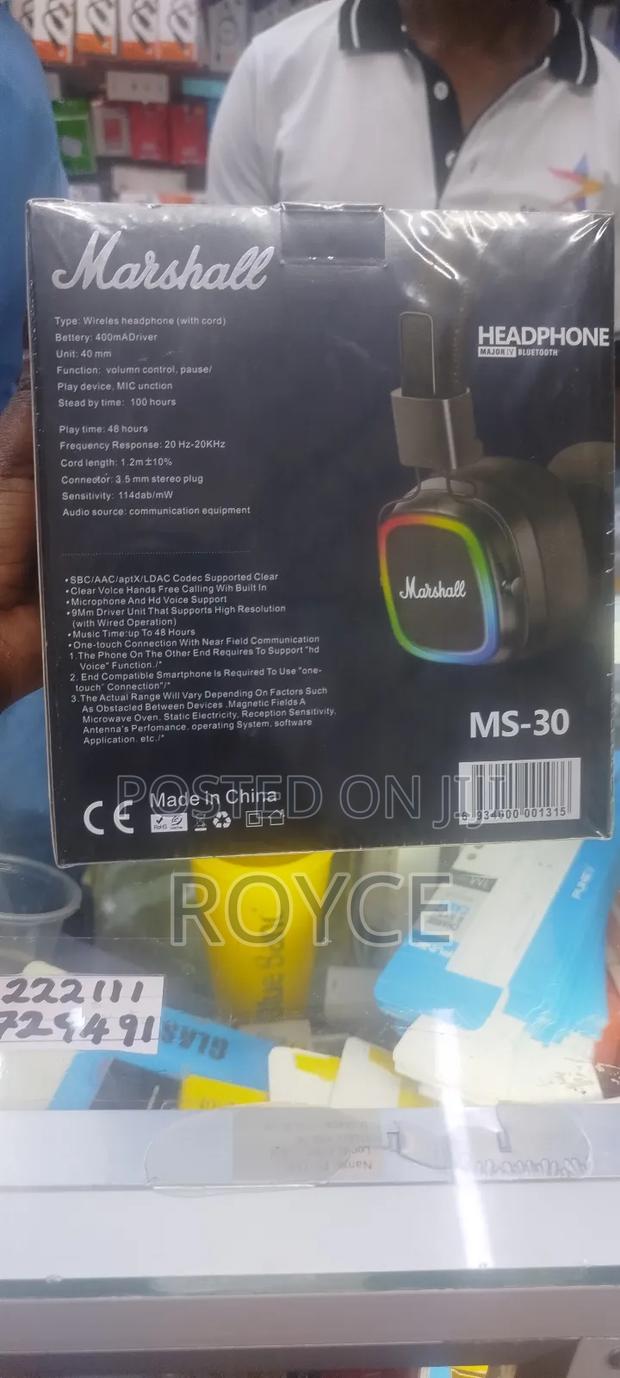 Marshall
Type: Wireles headphone (with cord)
Bettery: 400mADriver
Unit: 40 mm
Function: volumn control, pause/
Play device, MIC unction
Stead by time: 100 hours
Play time: 48 hours
Frequency Response: 20 Hz-20KHz
Cord length: 1.2m±10%
Connector: 3.5 mm stereo plug
Sensitivity: 114dab/mW
Audio source: communication equipment
HEADPHONE
MAJOR IV BLUETOOTH
Marshall
•SBC/AAC/aptX/LDAC Codec Supported Clear
•Clear Volce Hands Free Calling Wih Built In
•Microphone And Hd Voice Support
•9Mm Driver Unit That Supports High Resolution
(with Wired Operation)
•Music Time:up To 48 Hours
•One-touch Connection With Near Field Communication
1.The Phone On The Other End Requires To Support "hd
Voice" Function./*
2. End Compatible Smartphone Is Required To Use "one-
touch" Connection"/*
3.The Actual Range Will Vary Depending On Factors Such
As Obstacled Between Devices .Magnetic Fields A
Microwave Oven, Static Electricity, Reception Sensitivity,
Antenna's Perfomance, operating System, software
Application, etc./*
MS-30
CE
Made in China
RoHS
6 934600 001315
POSTED ON JIJI
ROYCE
222111
729491